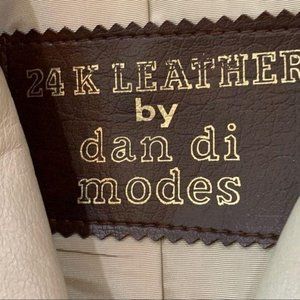 24 K LEATHER
by
dan di
modes